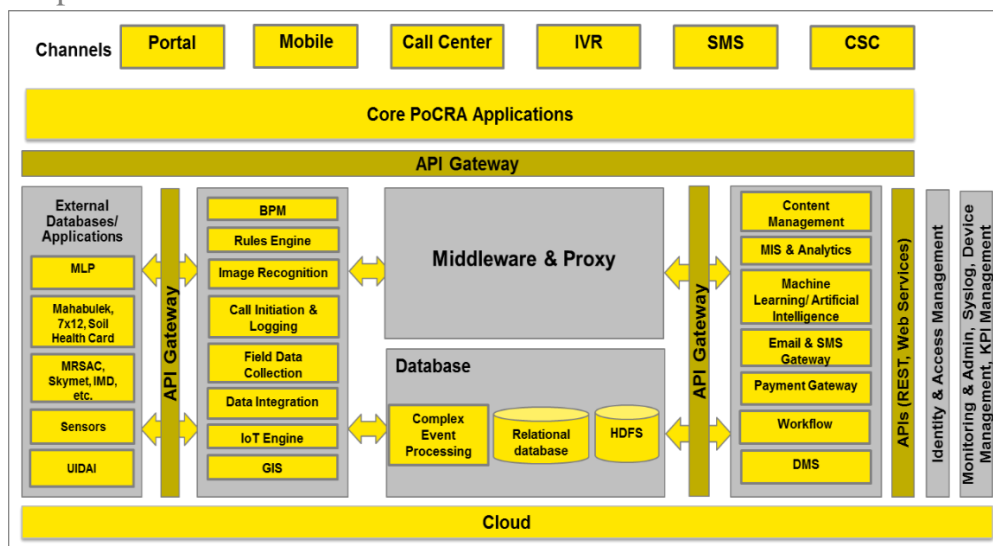 Channels
Portal
Mobile
Call Center
IVR
SMS
CSC
Core PoCRA Applications
API Gateway
External
Databases/
Applications
MLP
Mahabulek,
7x12, Soil
Health Card
MRSAC,
Skymet, IMD,
etc.
Sensors
UIDAI
API Gateway
BPM
Rules Engine
Image Recognition
Call Initiation &
Logging
Field Data
Collection
Data Integration
IoT Engine
GIS
Middleware & Proxy
Database
Complex
Event
Processing
Relational
database
HDFS
API Gateway
Content
Management
MIS & Analytics
Machine
Learning/ Artificial
Intelligence
Email & SMS
Gateway
Payment Gateway
Workflow
DMS
APIs (REST, Web Services)
Identity & Access Management
Monitoring & Admin, Syslog, Device
Management, KPI Management
Cloud